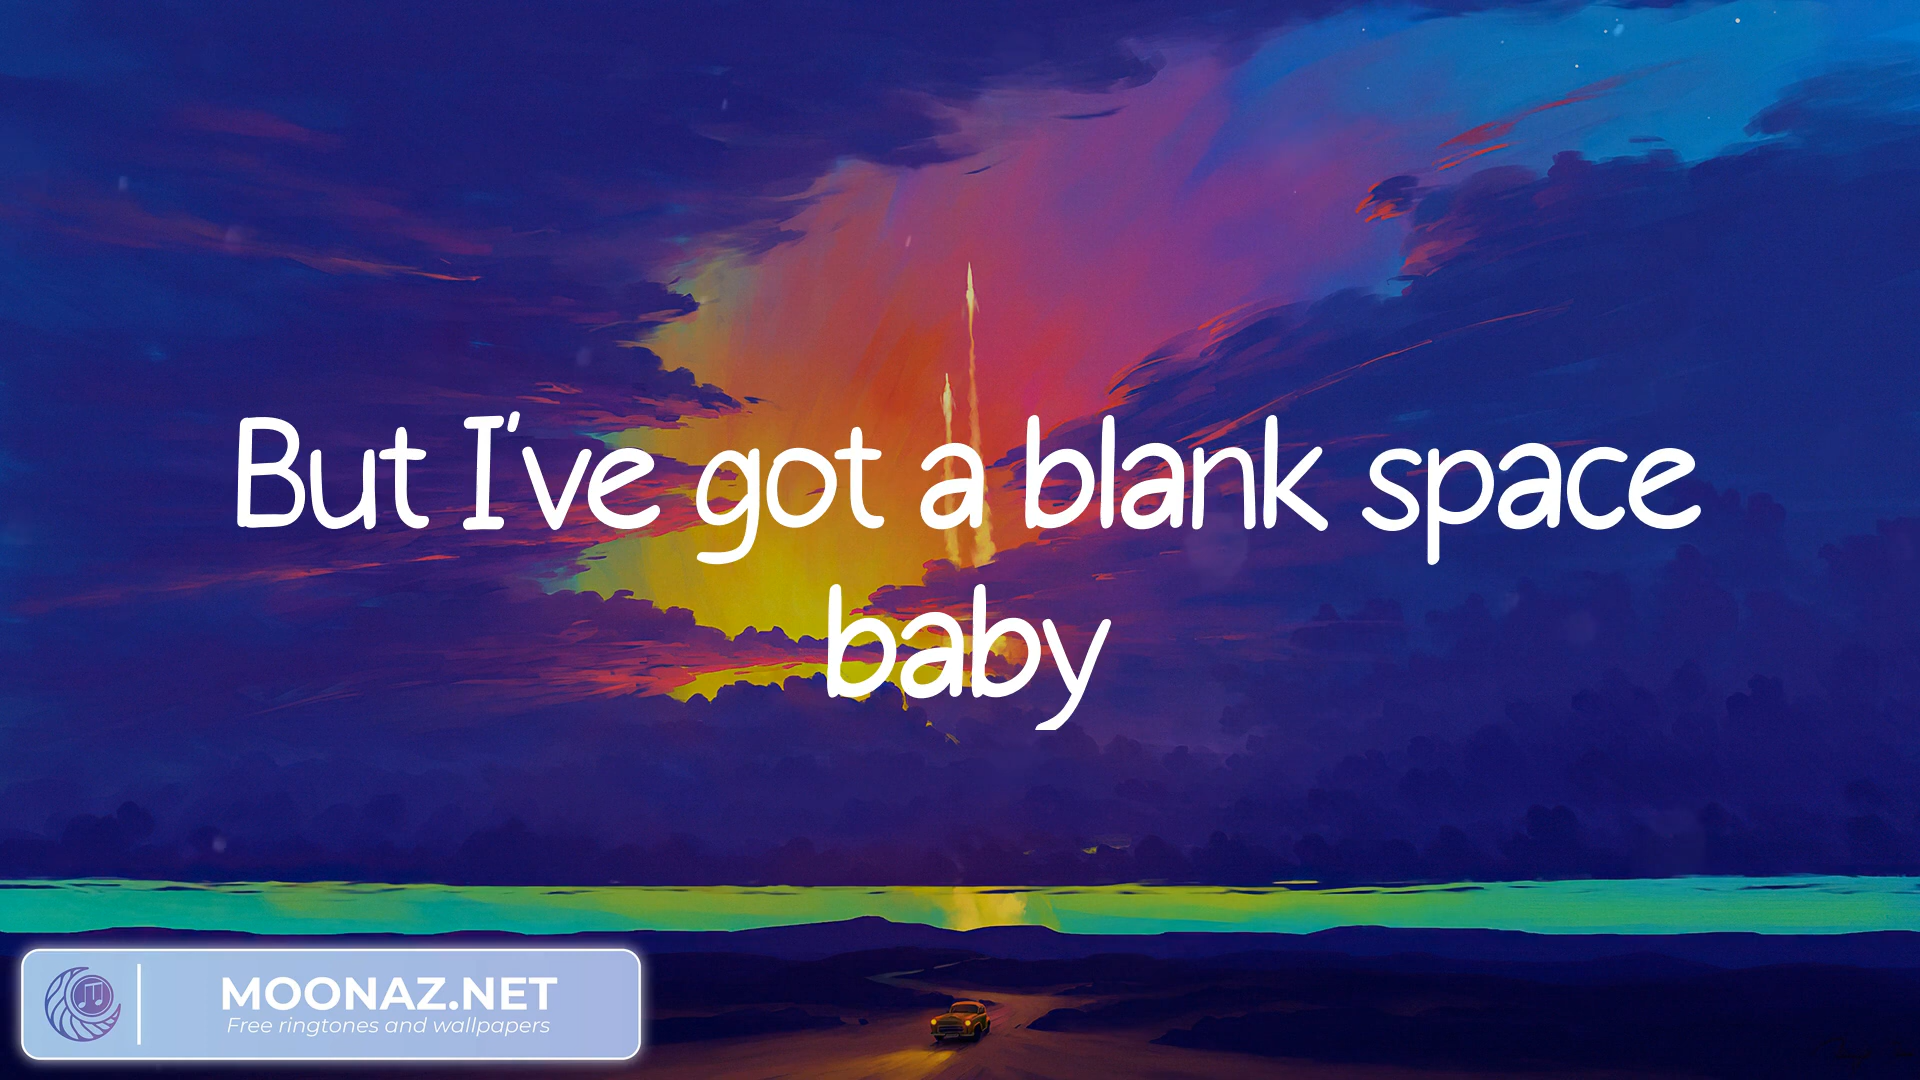 But I've got a blank space
baby
MOONAZ.NET
Free ringtones and wallpapers